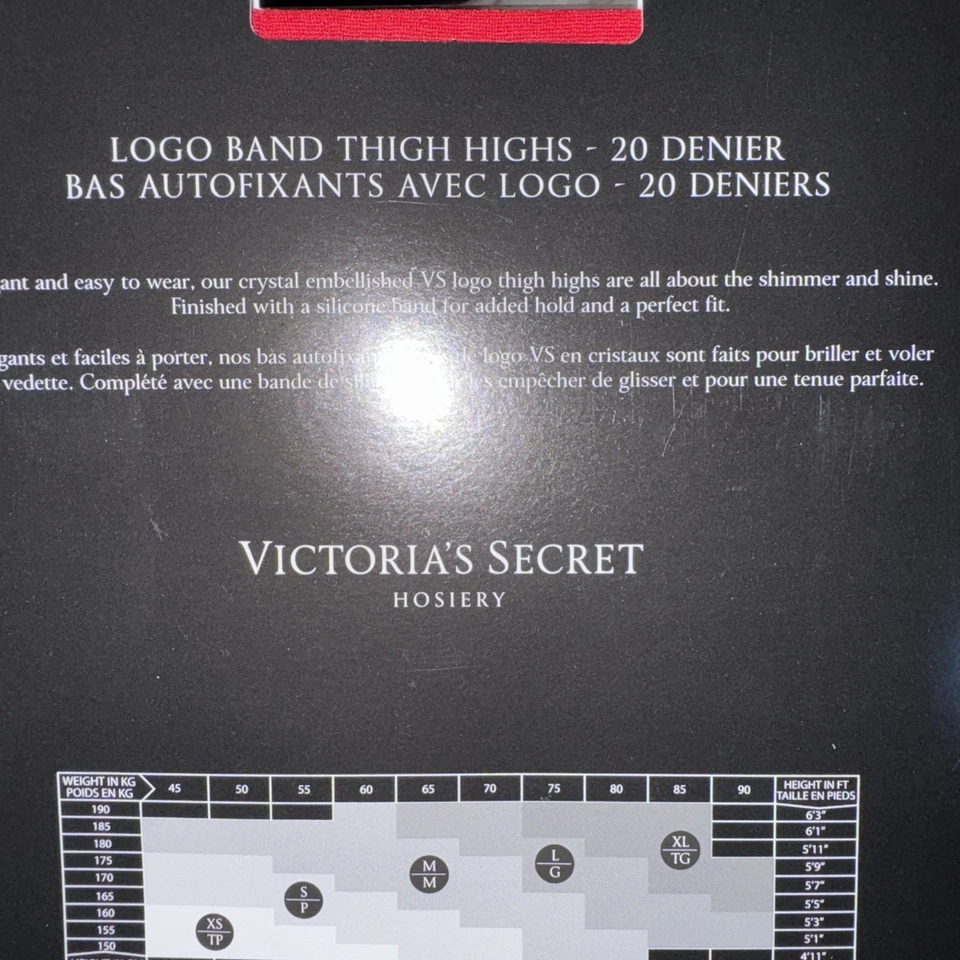 LOGO BAND THIGH HIGHS - 20 DENIER
BAS AUTOFIXANTS AVEC LOGO - 20 DENIERS
and easy to wear, our crystal embellished VS logo thigh highs are all about the shimmer and shine.
Finished with a silicone band for added hold and a perfect fit.
et faciles à porter, nos bas logo VS en cristaux sont faits pour briller et voler
vedette. Complété avec une bande de empêcher de glisser et pour une tenue parfaite.
VICTORIA'S SECRET
HOSIERY
WEIGHT IN KG 45 50 55 60 65 70 75 80 85 90 HEIGHT IN FT
POIDS EN KG TAILLE EN PIEDS
190 6'3"
185 6'1"
180 XL 5'11"
175 M L TG 5'9"
170 S M G 5'7"
165 P 5'5"
160 XS 5'3"
155 TP 5'1"
150 4'11"